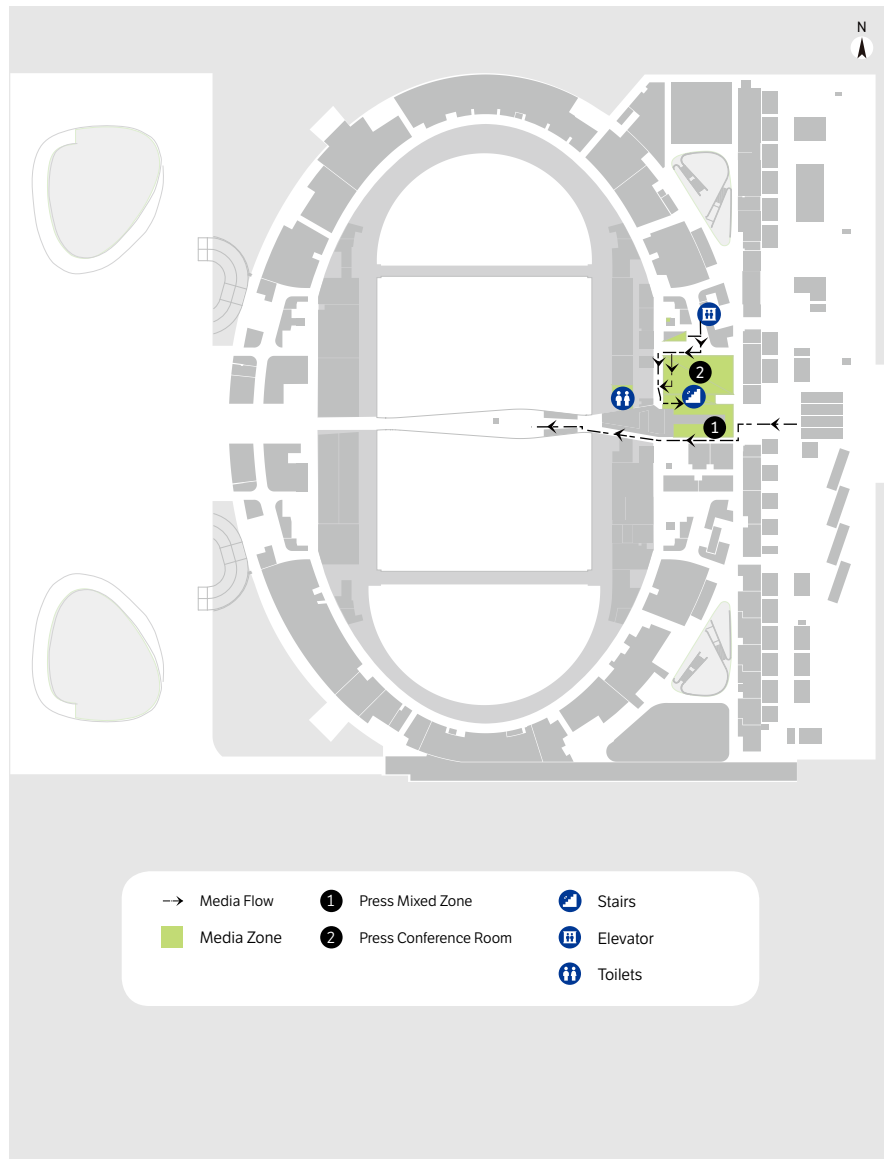 N
2
1
Media Flow
1 Press Mixed Zone
Stairs
Media Zone
2 Press Conference Room
Elevator
Toilets